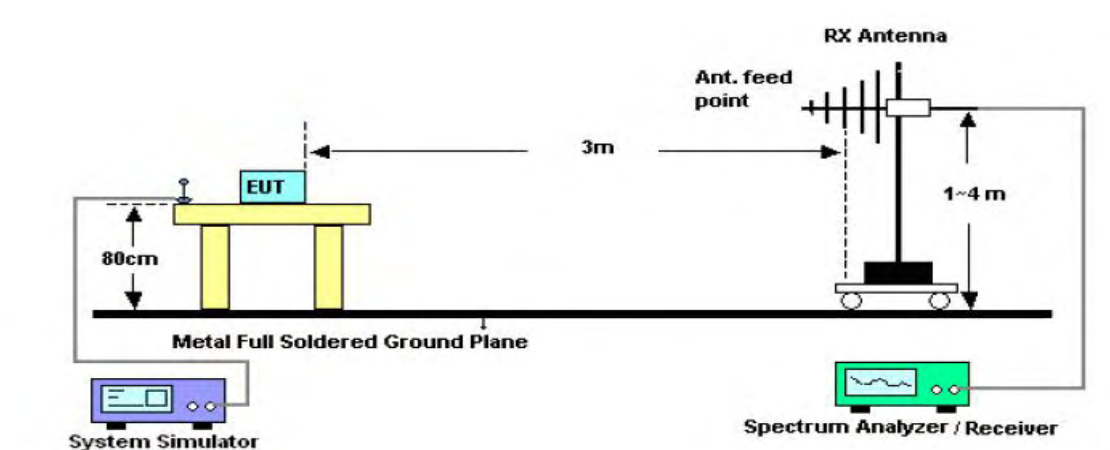 RX Antenna
Ant. feed
point
3m
EUT
1~4 m
80cm
Metal Full Soldered Ground Plane
System Simulator
Spectrum Analyzer / Receiver